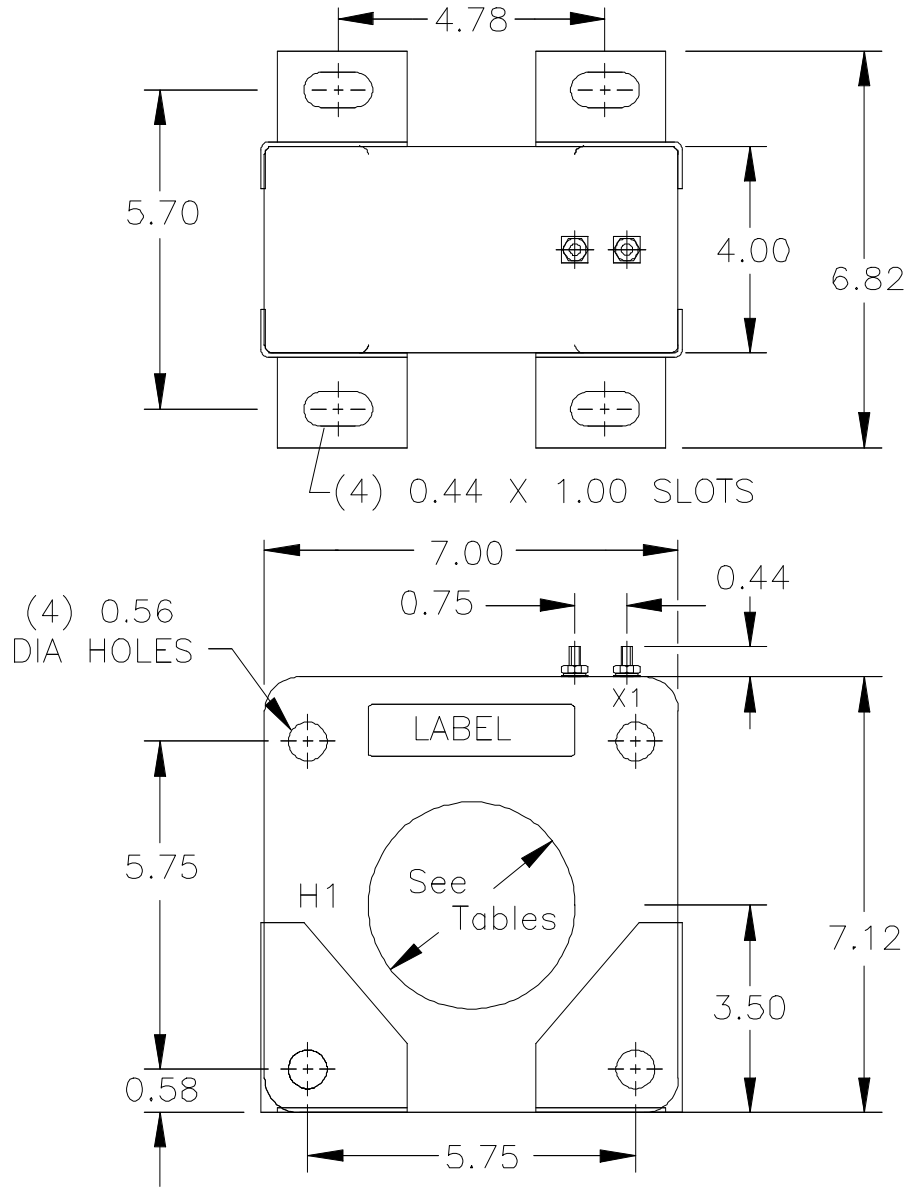 4.78
5.70
4.00
6.82
(4) 0.44 X 1.00 SLOTS
7.00
0.44
0.75
(4) 0.56
DIA HOLES
X1
LABEL
5.75
H1
See
Tables
7.12
3.50
0.58
5.75